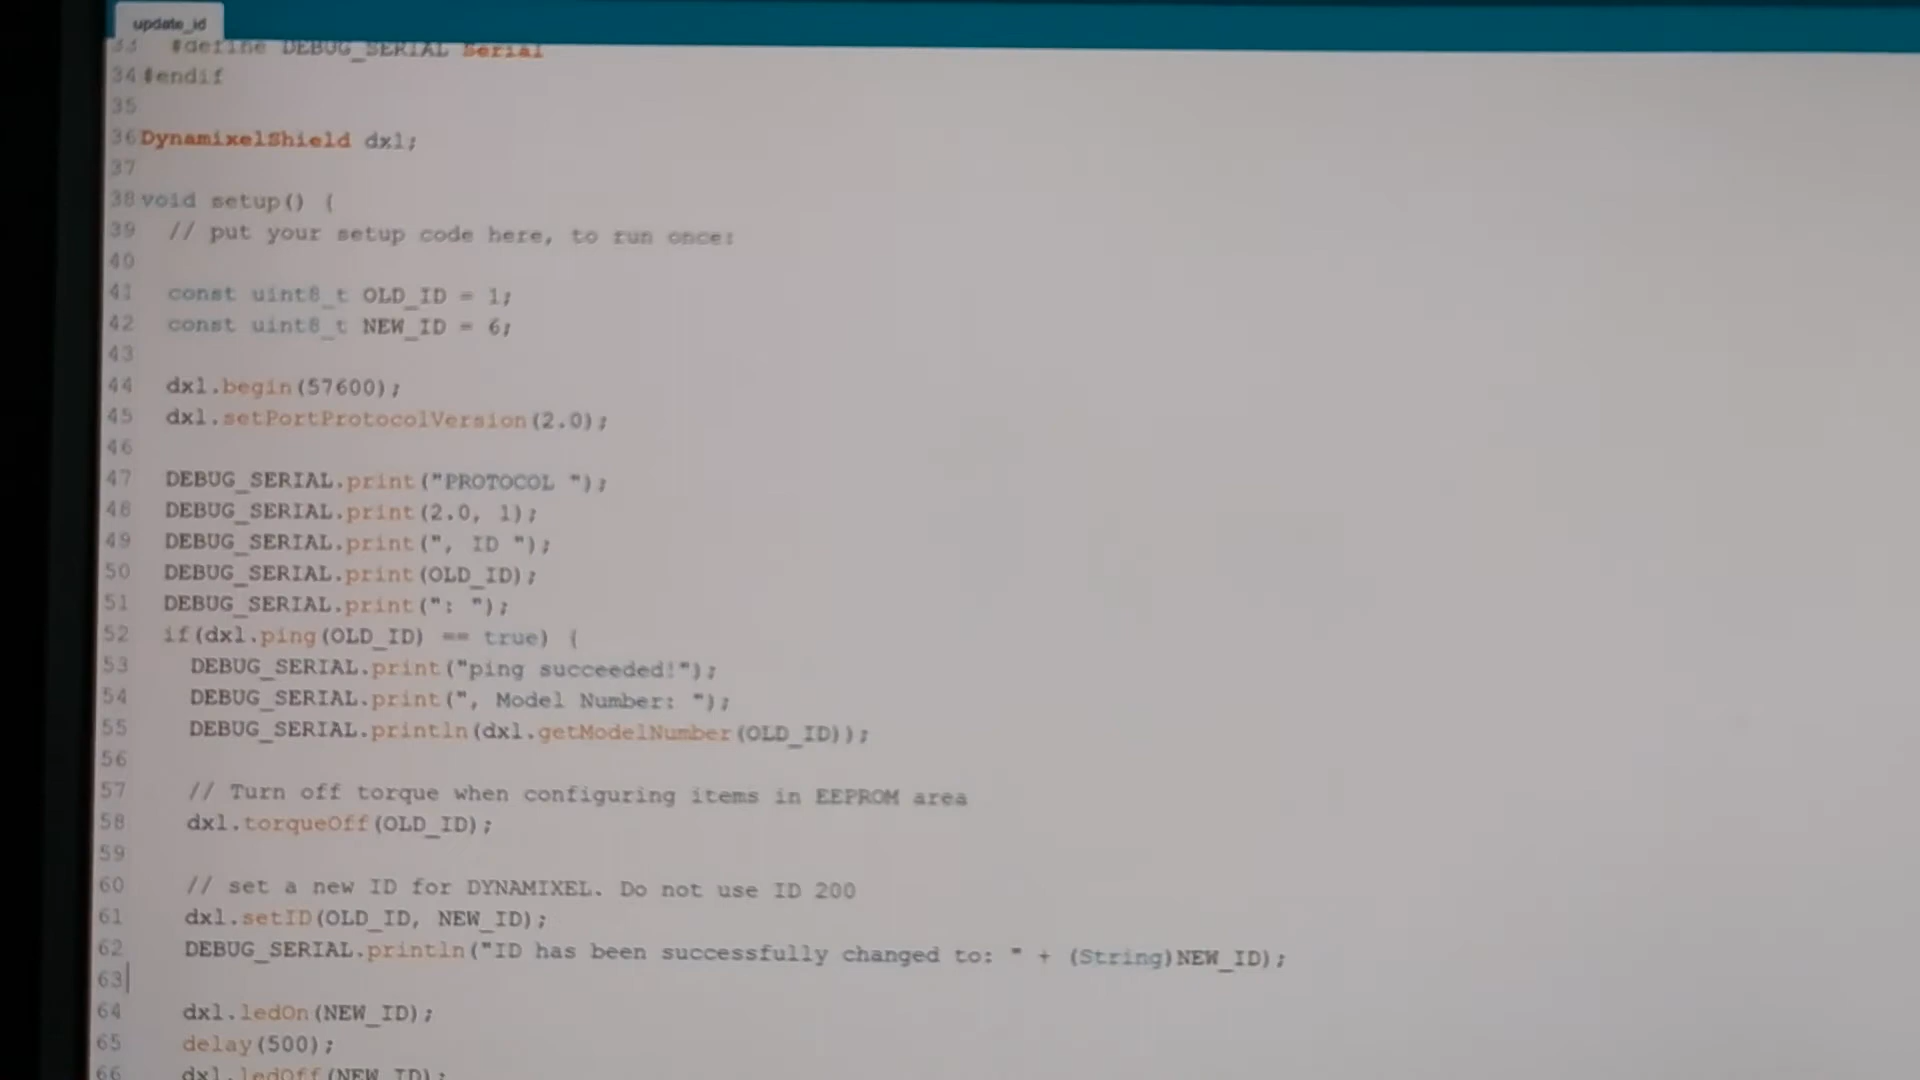 update_id
33 #define DEBUG_SERIAL Serial
34 #endif
35
36 DynamixelShield dxl;
37
38 void setup() {
39 // put your setup code here, to run once:
40
41 const uint8_t OLD_ID = 1;
42 const uint8_t NEW_ID = 6;
43
44 dxl.begin(57600);
45 dxl.setPortProtocolVersion(2.0);
46
47 DEBUG_SERIAL.print("PROTOCOL ");
48 DEBUG_SERIAL.print(2.0, 1);
49 DEBUG_SERIAL.print(", ID ");
50 DEBUG_SERIAL.print(OLD_ID);
51 DEBUG_SERIAL.print(": ");
52 if(dxl.ping(OLD_ID) == true) {
53 DEBUG_SERIAL.print("ping succeeded!");
54 DEBUG_SERIAL.print(", Model Number: ");
55 DEBUG_SERIAL.println(dxl.getModelNumber(OLD_ID));
56
57 // Turn off torque when configuring items in EEPROM area
58 dxl.torqueOff(OLD_ID);
59
60 // set a new ID for DYNAMIXEL. Do not use ID 200
61 dxl.setID(OLD_ID, NEW_ID);
62 DEBUG_SERIAL.println("ID has been successfully changed to: " + (String)NEW_ID);
63
64 dxl.ledOn(NEW_ID);
65 delay(500);
66 dxl.ledOff(NEW_ID);